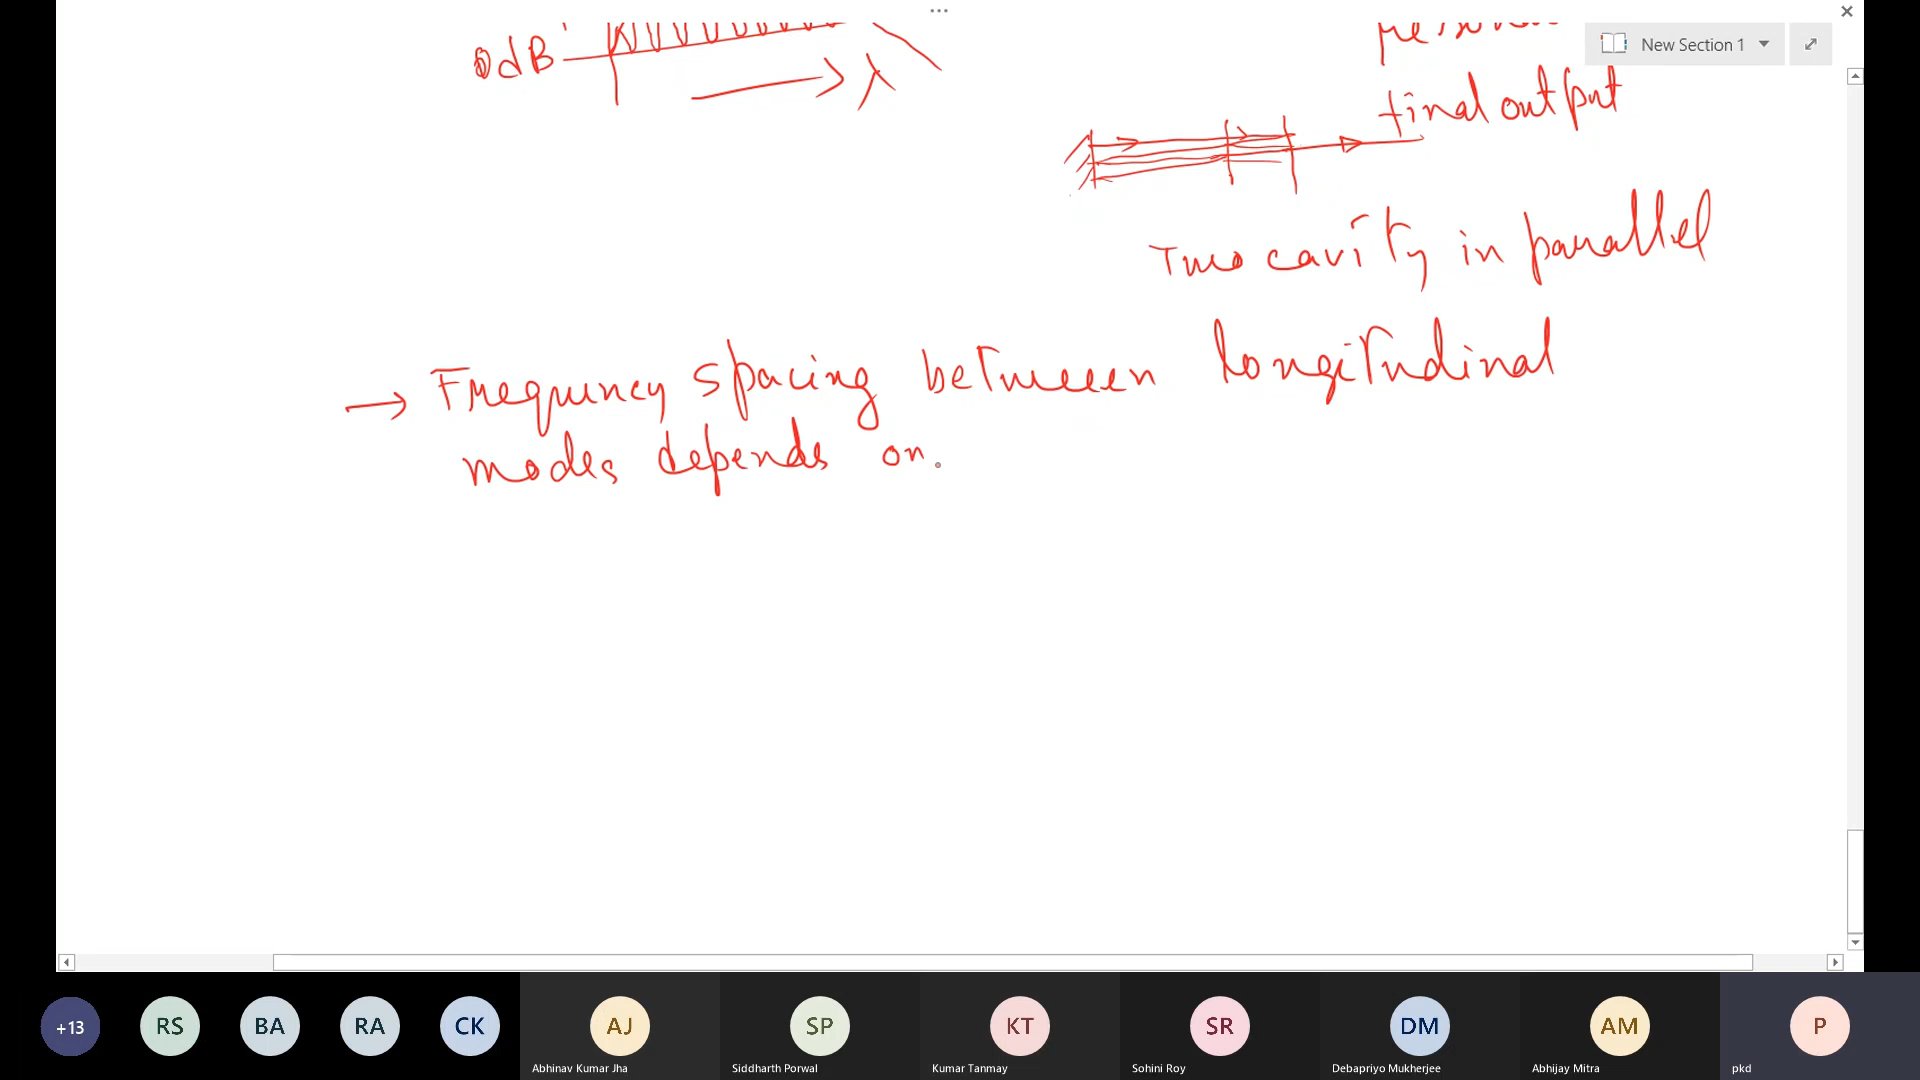 New Section 1
0dB
λ
final output
Two cavity in parallel
→ Frequency spacing between longitudinal
modes depends on
+13
RS
BA
RA
CK
AJ
SP
KT
SR
DM
AM
P
Abhinav Kumar Jha
Siddharth Porwal
Kumar Tanmay
Sohini Roy
Debapriyo Mukherjee
Abhijay Mitra
pkd